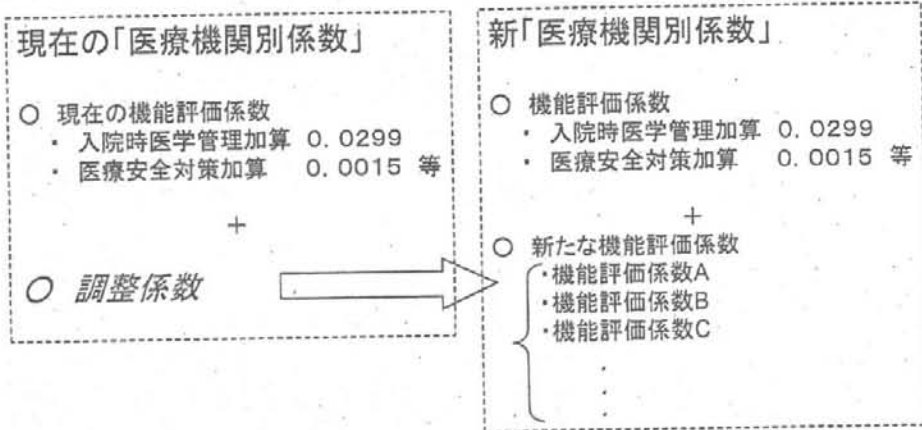 現在の「医療機関別係数」
○ 現在の機能評価係数
・ 入院時医学管理加算 0.0299
・ 医療安全対策加算 0.0015 等
+
○ 調整係数
新「医療機関別係数」
○ 機能評価係数
・ 入院時医学管理加算 0.0299
・ 医療安全対策加算 0.0015 等
+
○ 新たな機能評価係数
・機能評価係数A
・機能評価係数B
・機能評価係数C
・
・
・